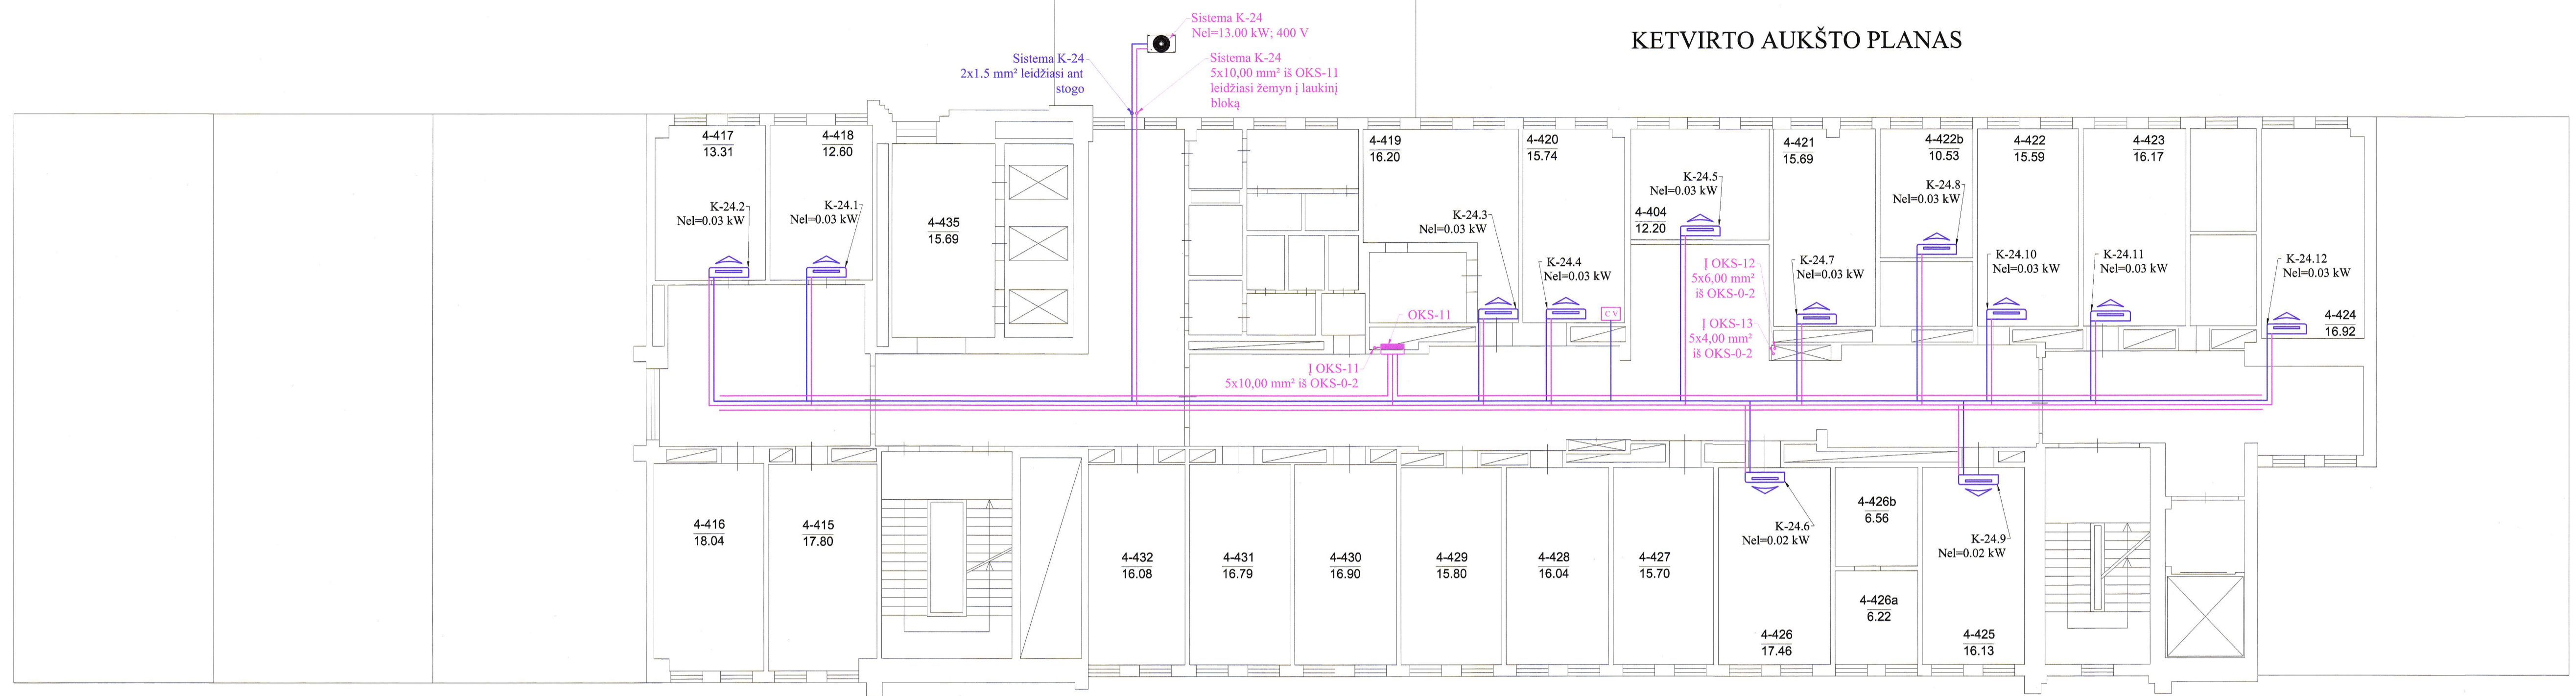 KETVIRTO AUKŠTO PLANAS
Sistema K-24
Nel=13.00 kW; 400 V
Sistema K-24
2x1.5 mm² leidžiasi ant
stogo
Sistema K-24
5x10,00 mm² iš OKS-11
leidžiasi žemyn į laukinį
bloką
4-417
13.31
4-418
12.60
4-435
15.69
4-419
16.20
4-420
15.74
4-404
12.20
4-421
15.69
4-422b
10.53
4-422
15.59
4-423
16.17
4-424
16.92
K-24.2
Nel=0.03 kW
K-24.1
Nel=0.03 kW
K-24.3
Nel=0.03 kW
K-24.4
Nel=0.03 kW
K-24.5
Nel=0.03 kW
K-24.7
Nel=0.03 kW
K-24.8
Nel=0.03 kW
K-24.10
Nel=0.03 kW
K-24.11
Nel=0.03 kW
K-24.12
Nel=0.03 kW
Į OKS-12
5x6,00 mm²
iš OKS-0-2
Į OKS-13
5x4,00 mm²
iš OKS-0-2
C V
OKS-11
Į OKS-11
5x10,00 mm² iš OKS-0-2
4-416
18.04
4-415
17.80
4-432
16.08
4-431
16.79
4-430
16.90
4-429
15.80
4-428
16.04
4-427
15.70
K-24.6
Nel=0.02 kW
4-426
17.46
4-426b
6.56
4-426a
6.22
K-24.9
Nel=0.02 kW
4-425
16.13